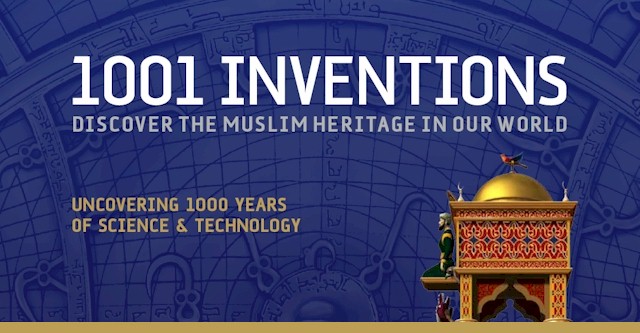 1001 INVENTIONS
DISCOVER THE MUSLIM HERITAGE IN OUR WORLD
UNCOVERING 1000 YEARS
OF SCIENCE & TECHNOLOGY